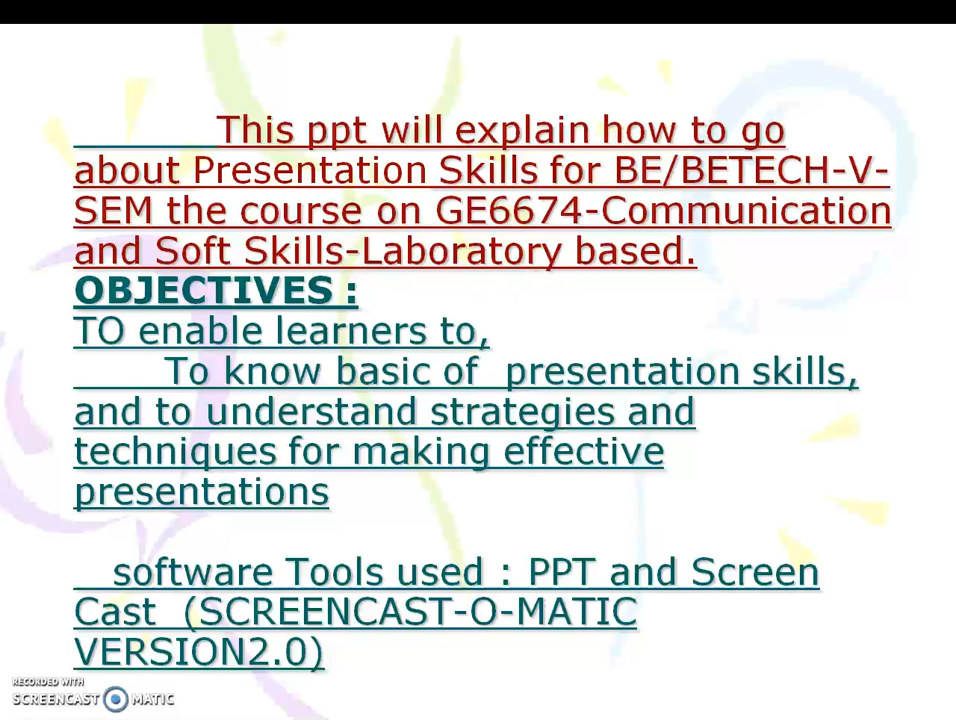 This ppt will explain how to go
about Presentation Skills for BE/BETECH-V-
SEM the course on GE6674-Communication
and Soft Skills-Laboratory based.
OBJECTIVES :
TO enable learners to,
To know basic of  presentation skills,
and to understand strategies and
techniques for making effective
presentations
software Tools used : PPT and Screen
Cast  (SCREENCAST-O-MATIC
VERSION2.0)
RECORDED WITH
SCREENCAST MATIC